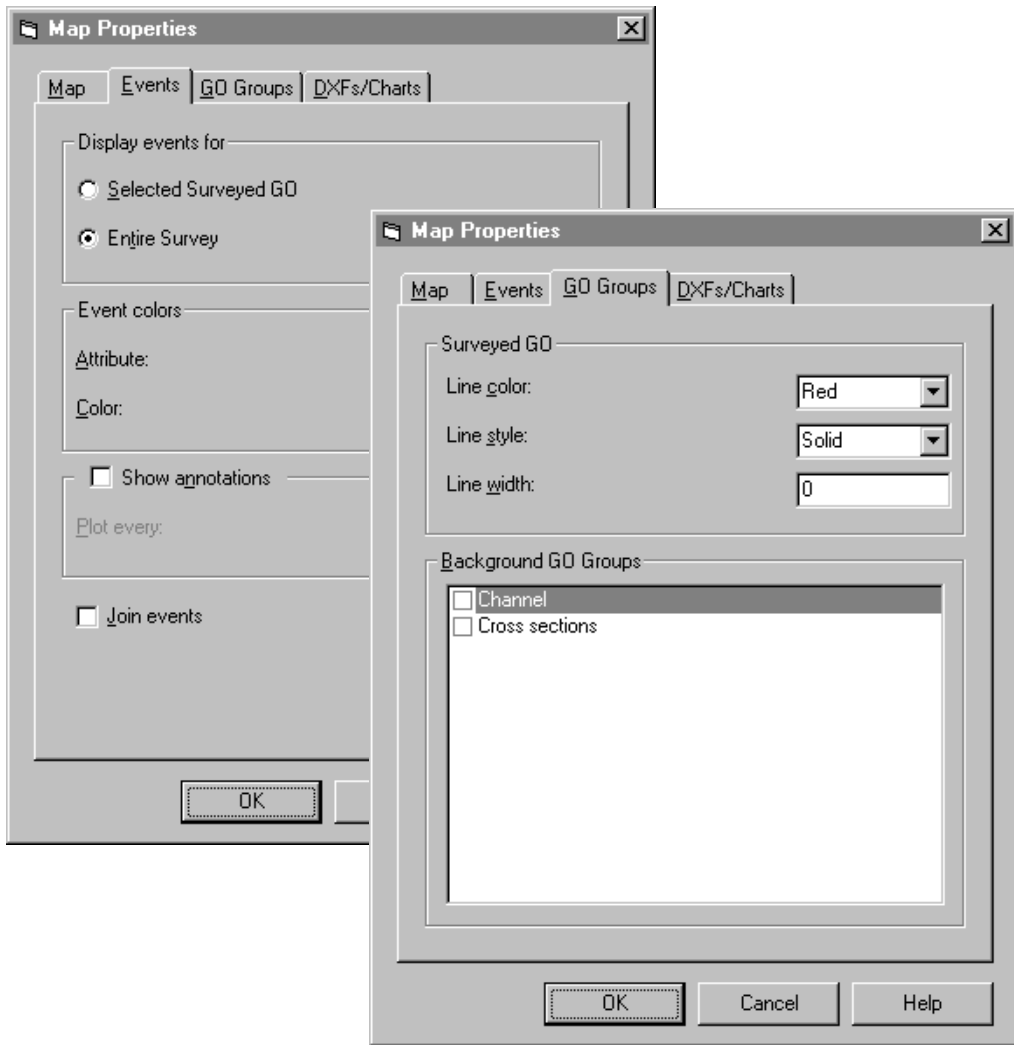 Map Properties
Map Events GO Groups DXFs/Charts
Display events for
Selected Surveyed GO
Entire Survey
Event colors
Attribute:
Color:
Show annotations
Plot every:
Join events
OK
Map Properties
Map Events GO Groups DXFs/Charts
Surveyed GO
Line color: Red
Line style: Solid
Line width: 0
Background GO Groups
Channel
Cross sections
OK Cancel Help